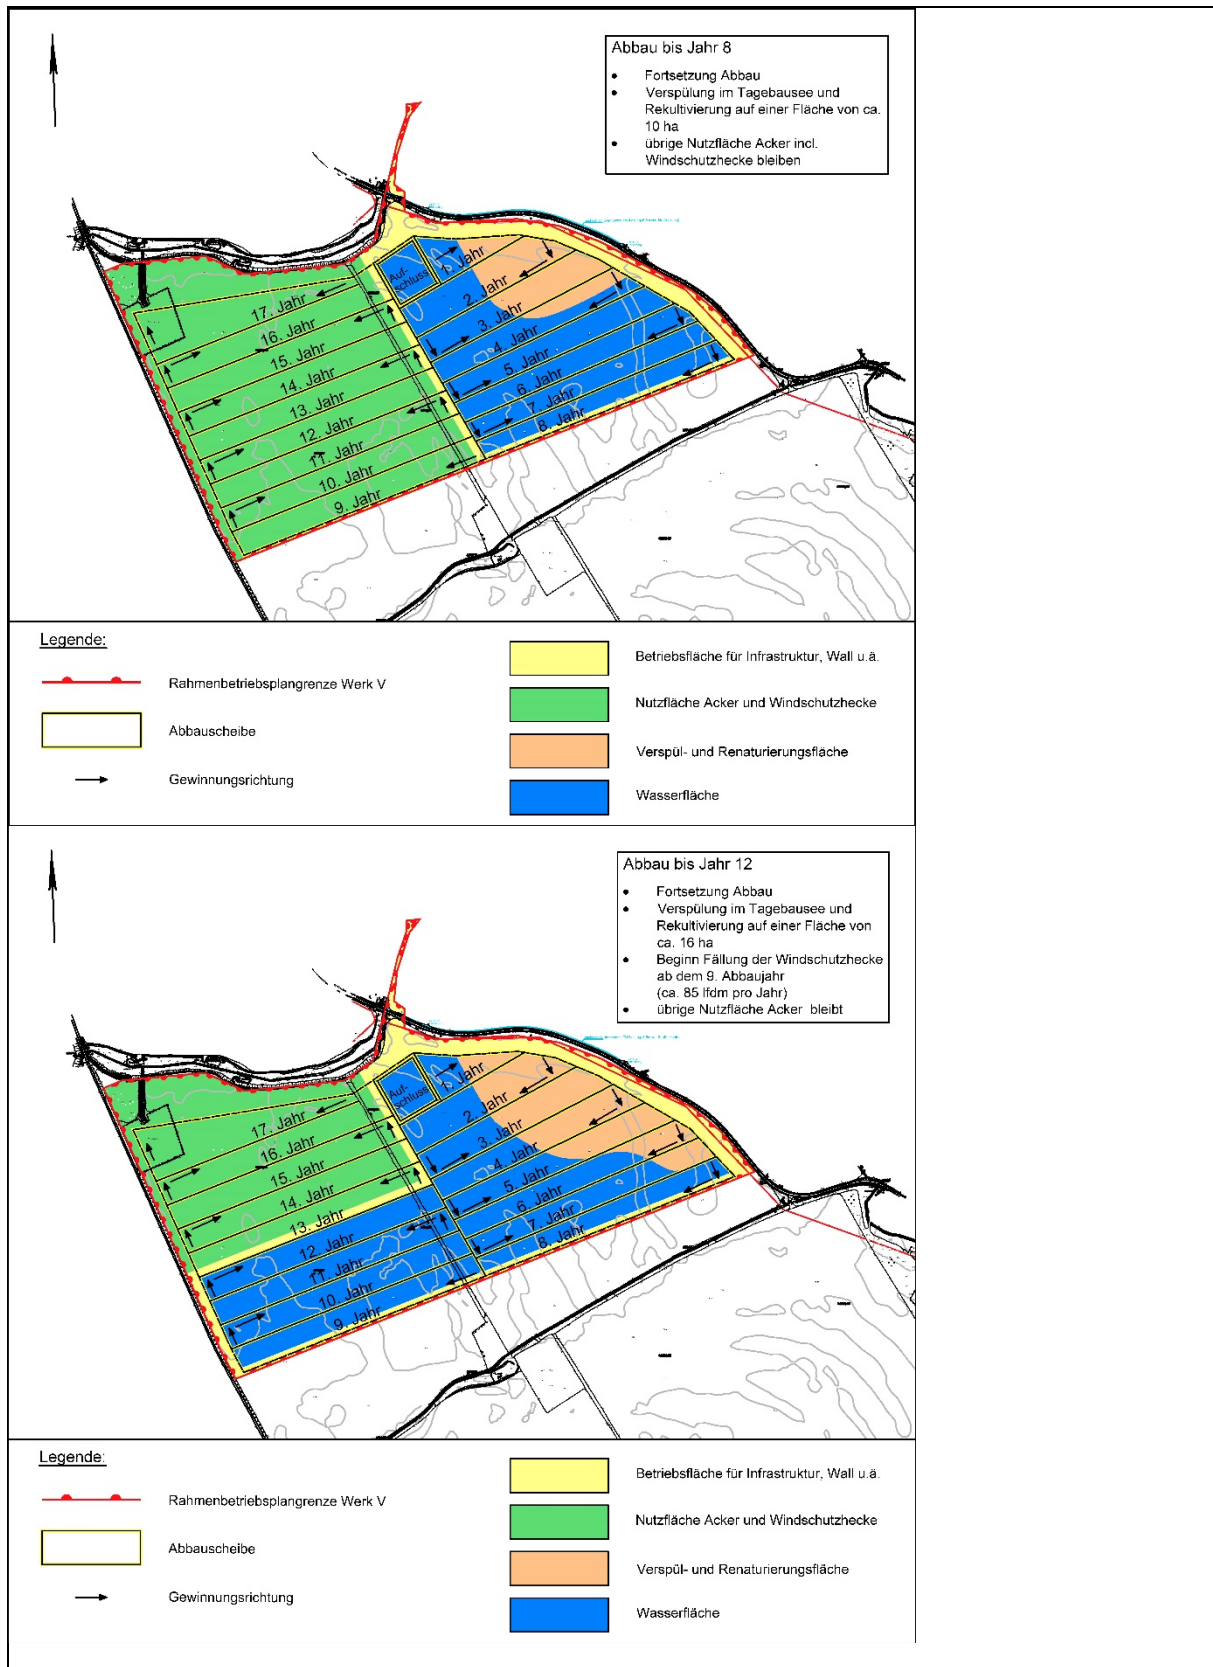 Abbau bis Jahr 8
• Fortsetzung Abbau
• Verspülung im Tagebausee und
Rekultivierung auf einer Fläche von ca.
10 ha
• übrige Nutzfläche Acker incl.
Windschutzhecke bleiben
Auf-
schluss
1. Jahr
2. Jahr
3. Jahr
4. Jahr
5. Jahr
6. Jahr
7. Jahr
8. Jahr
17. Jahr
16. Jahr
15. Jahr
14. Jahr
13. Jahr
12. Jahr
11. Jahr
10. Jahr
9. Jahr
Legende:
Rahmenbetriebsplangrenze Werk V
Abbauscheibe
Gewinnungsrichtung
Betriebsfläche für Infrastruktur, Wall u.ä.
Nutzfläche Acker und Windschutzhecke
Verspül- und Renaturierungsfläche
Wasserfläche
Abbau bis Jahr 12
• Fortsetzung Abbau
• Verspülung im Tagebausee und
Rekultivierung auf einer Fläche von
ca. 16 ha
• Beginn Fällung der Windschutzhecke
ab dem 9. Abbaujahr
(ca. 85 lfdm pro Jahr)
• übrige Nutzfläche Acker bleibt
Auf-
schluss
1. Jahr
2. Jahr
3. Jahr
4. Jahr
5. Jahr
6. Jahr
7. Jahr
8. Jahr
17. Jahr
16. Jahr
15. Jahr
14. Jahr
13. Jahr
12. Jahr
11. Jahr
10. Jahr
9. Jahr
Legende:
Rahmenbetriebsplangrenze Werk V
Abbauscheibe
Gewinnungsrichtung
Betriebsfläche für Infrastruktur, Wall u.ä.
Nutzfläche Acker und Windschutzhecke
Verspül- und Renaturierungsfläche
Wasserfläche